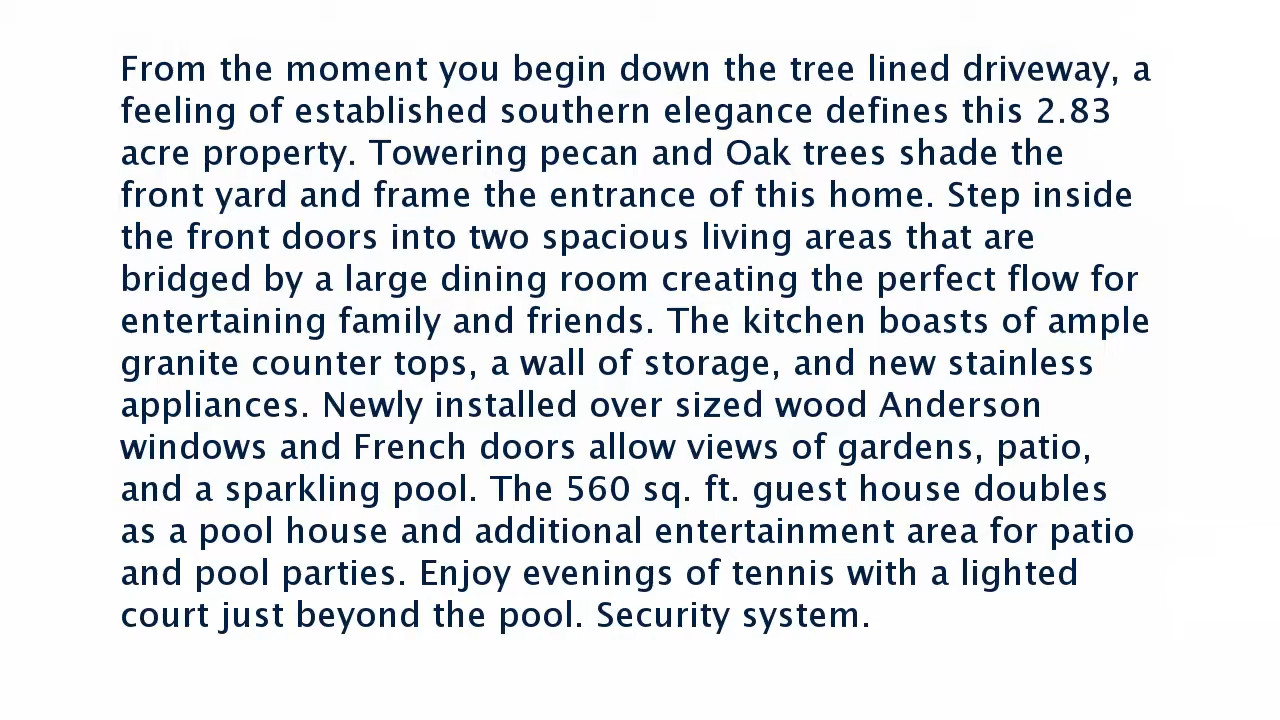 From the moment you begin down the tree lined driveway, a
feeling of established southern elegance defines this 2.83
acre property. Towering pecan and Oak trees shade the
front yard and frame the entrance of this home. Step inside
the front doors into two spacious living areas that are
bridged by a large dining room creating the perfect flow for
entertaining family and friends. The kitchen boasts of ample
granite counter tops, a wall of storage, and new stainless
appliances. Newly installed over sized wood Anderson
windows and French doors allow views of gardens, patio,
and a sparkling pool. The 560 sq. ft. guest house doubles
as a pool house and additional entertainment area for patio
and pool parties. Enjoy evenings of tennis with a lighted
court just beyond the pool. Security system.